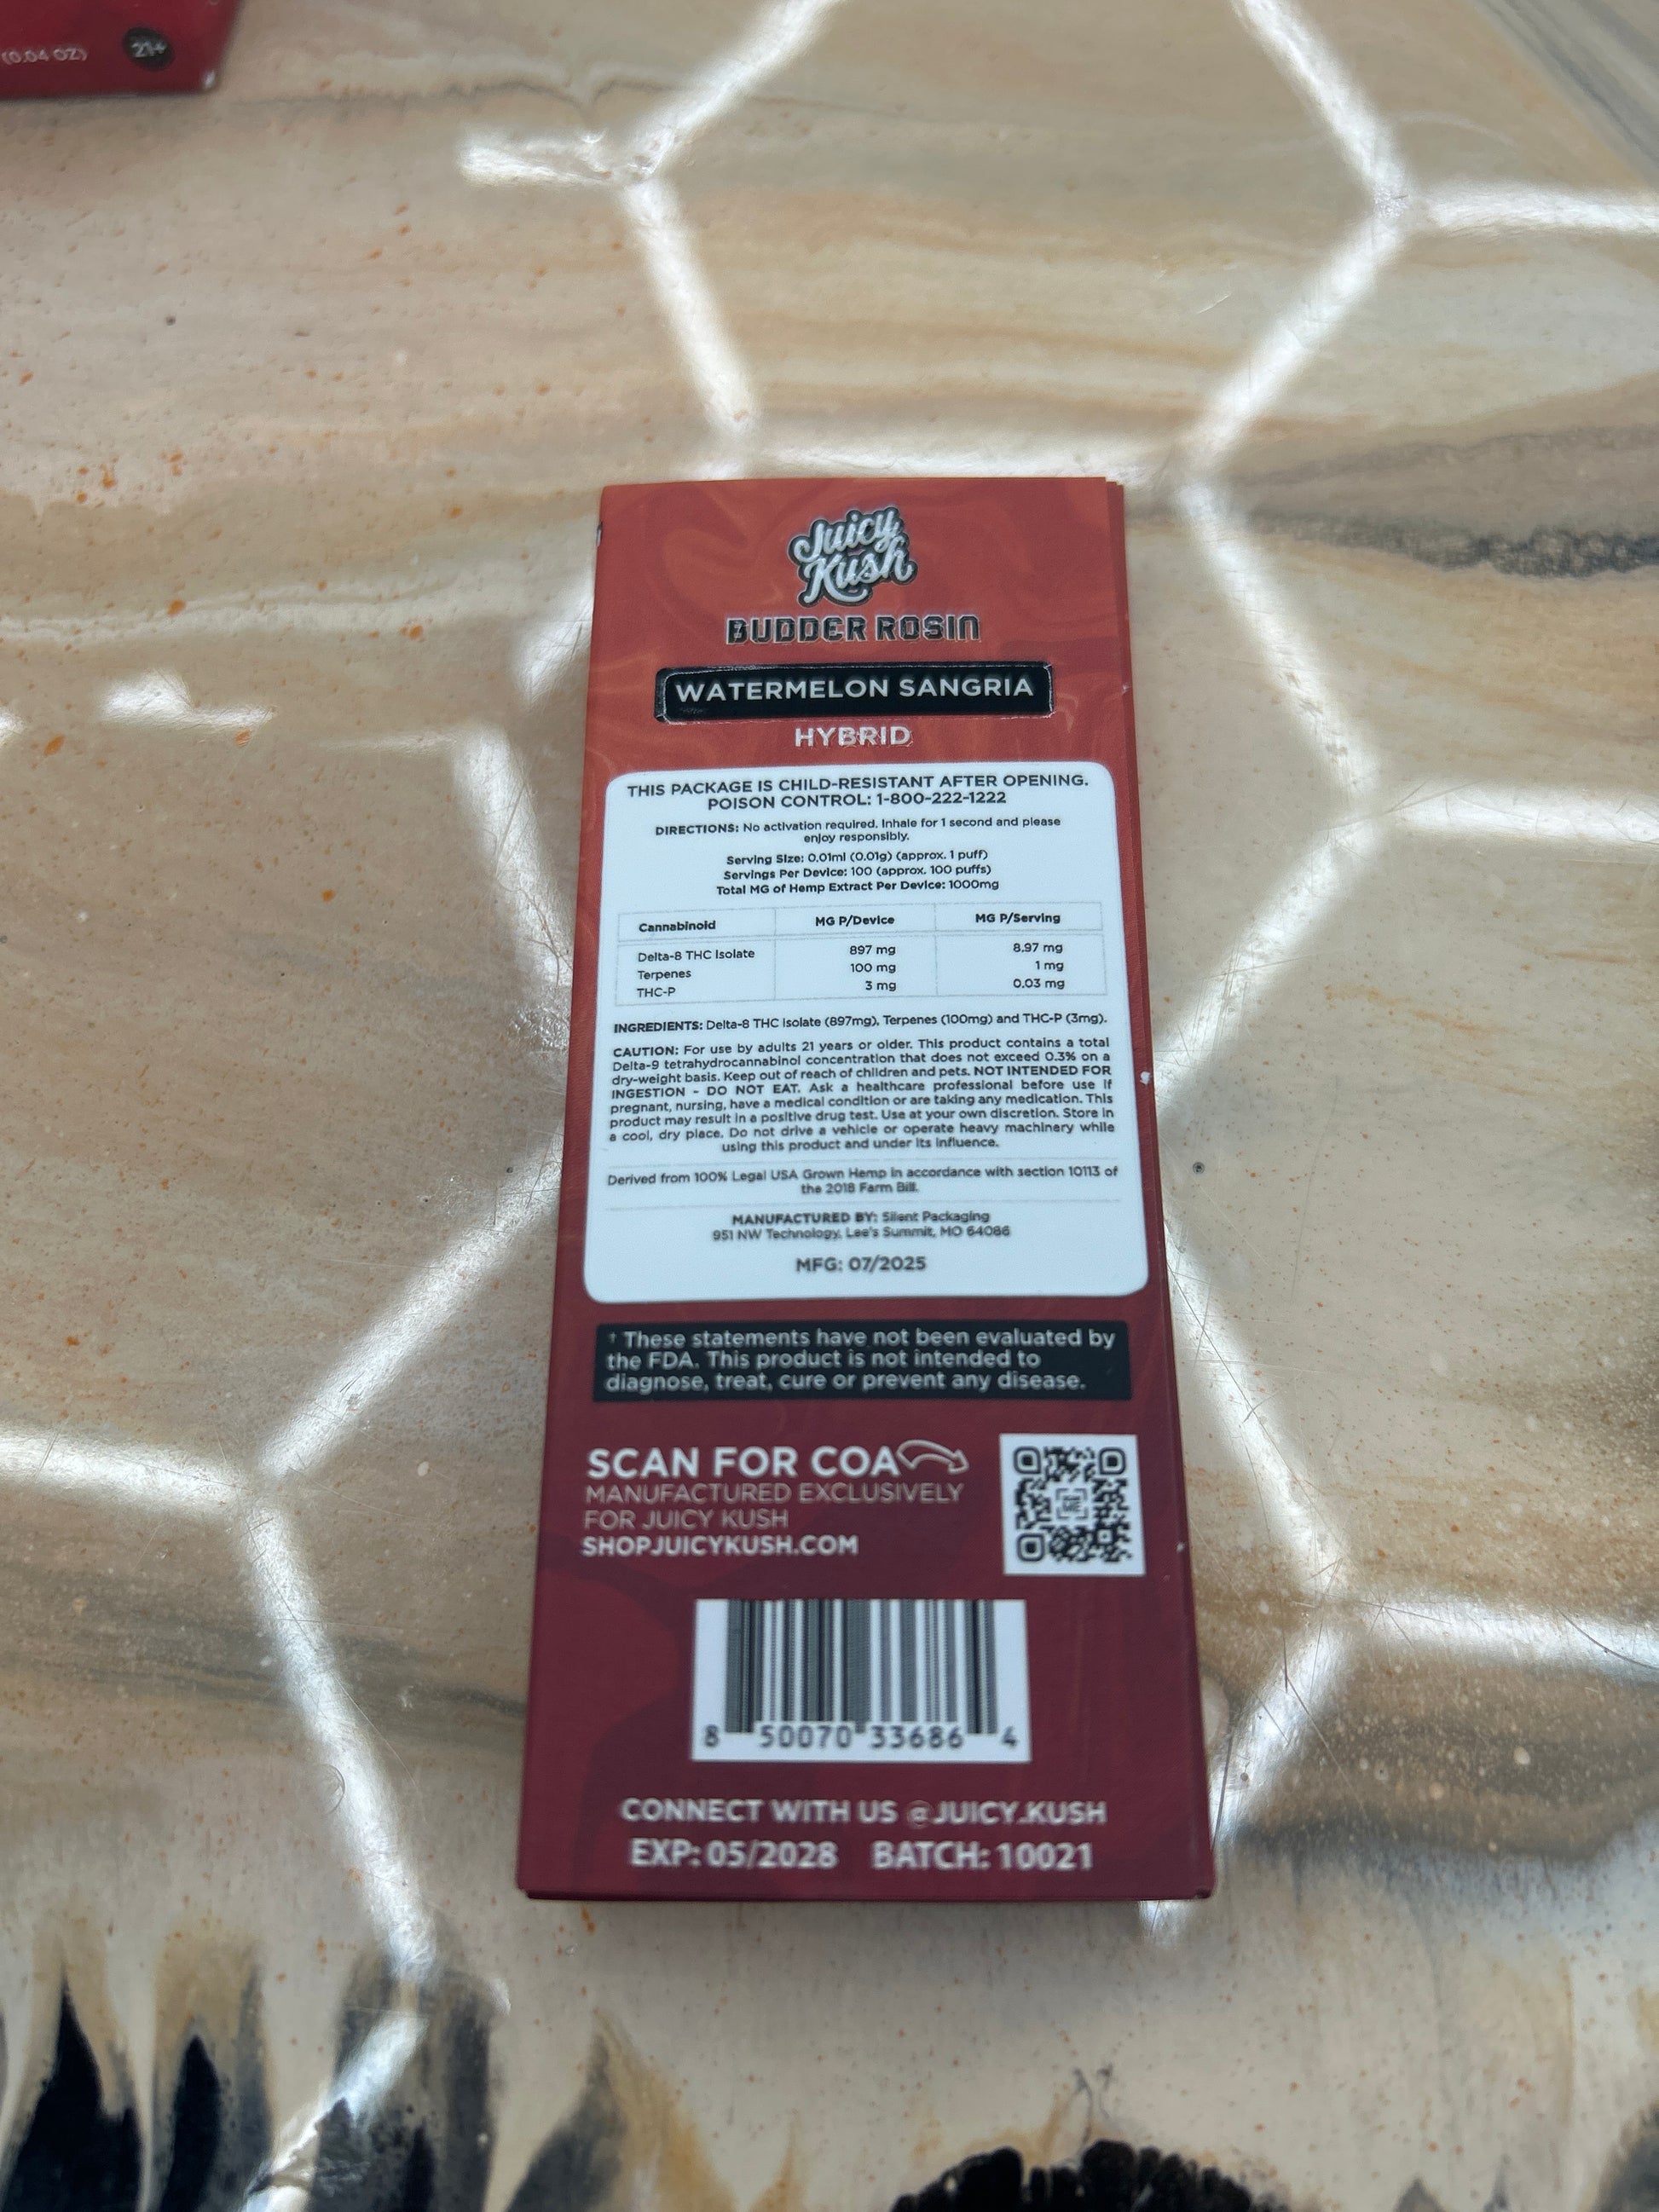 (0.04 OZ) 21+
Juicy
Kush
BUDDER ROSIN
WATERMELON SANGRIA
HYBRID
THIS PACKAGE IS CHILD-RESISTANT AFTER OPENING.
POISON CONTROL: 1-800-222-1222
DIRECTIONS: No activation required. Inhale for 1 second and please
enjoy responsibly.
Serving Size: 0.01ml (0.01g) (approx. 1 puff)
Servings Per Device: 100 (approx. 100 puffs)
Total MG of Hemp Extract Per Device: 1000mg
Cannabinoid MG P/Device MG P/Serving
Delta-8 THC Isolate 897 mg 8.97 mg
Terpenes 100 mg 1 mg
THC-P 3 mg 0.03 mg
INGREDIENTS: Delta-8 THC Isolate (897mg), Terpenes (100mg) and THC-P (3mg).
CAUTION: For use by adults 21 years or older. This product contains a total
Delta-9 tetrahydrocannabinol concentration that does not exceed 0.3% on a
dry-weight basis. Keep out of reach of children and pets. NOT INTENDED FOR
INGESTION - DO NOT EAT. Ask a healthcare professional before use if
pregnant, nursing, have a medical condition or are taking any medication. This
product may result in a positive drug test. Use at your own discretion. Store in
a cool, dry place. Do not drive a vehicle or operate heavy machinery while
using this product and under its influence.
Derived from 100% Legal USA Grown Hemp in accordance with section 10113 of
the 2018 Farm Bill.
MANUFACTURED BY: Silent Packaging
951 NW Technology, Lee's Summit, MO 64086
MFG: 07/2025
† These statements have not been evaluated by
the FDA. This product is not intended to
diagnose, treat, cure or prevent any disease.
SCAN FOR COA
MANUFACTURED EXCLUSIVELY
FOR JUICY KUSH
SHOPJUICYKUSH.COM
8 50070 33686 4
CONNECT WITH US @JUICY.KUSH
EXP: 05/2028 BATCH: 10021